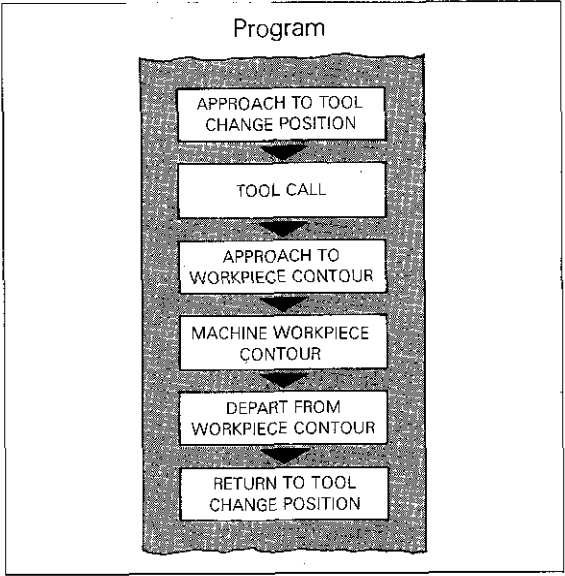 Program
APPROACH TO TOOL
CHANGE POSITION
TOOL CALL
APPROACH TO
WORKPIECE CONTOUR
MACHINE WORKPIECE
CONTOUR
DEPART FROM
WORKPIECE CONTOUR
RETURN TO TOOL
CHANGE POSITION